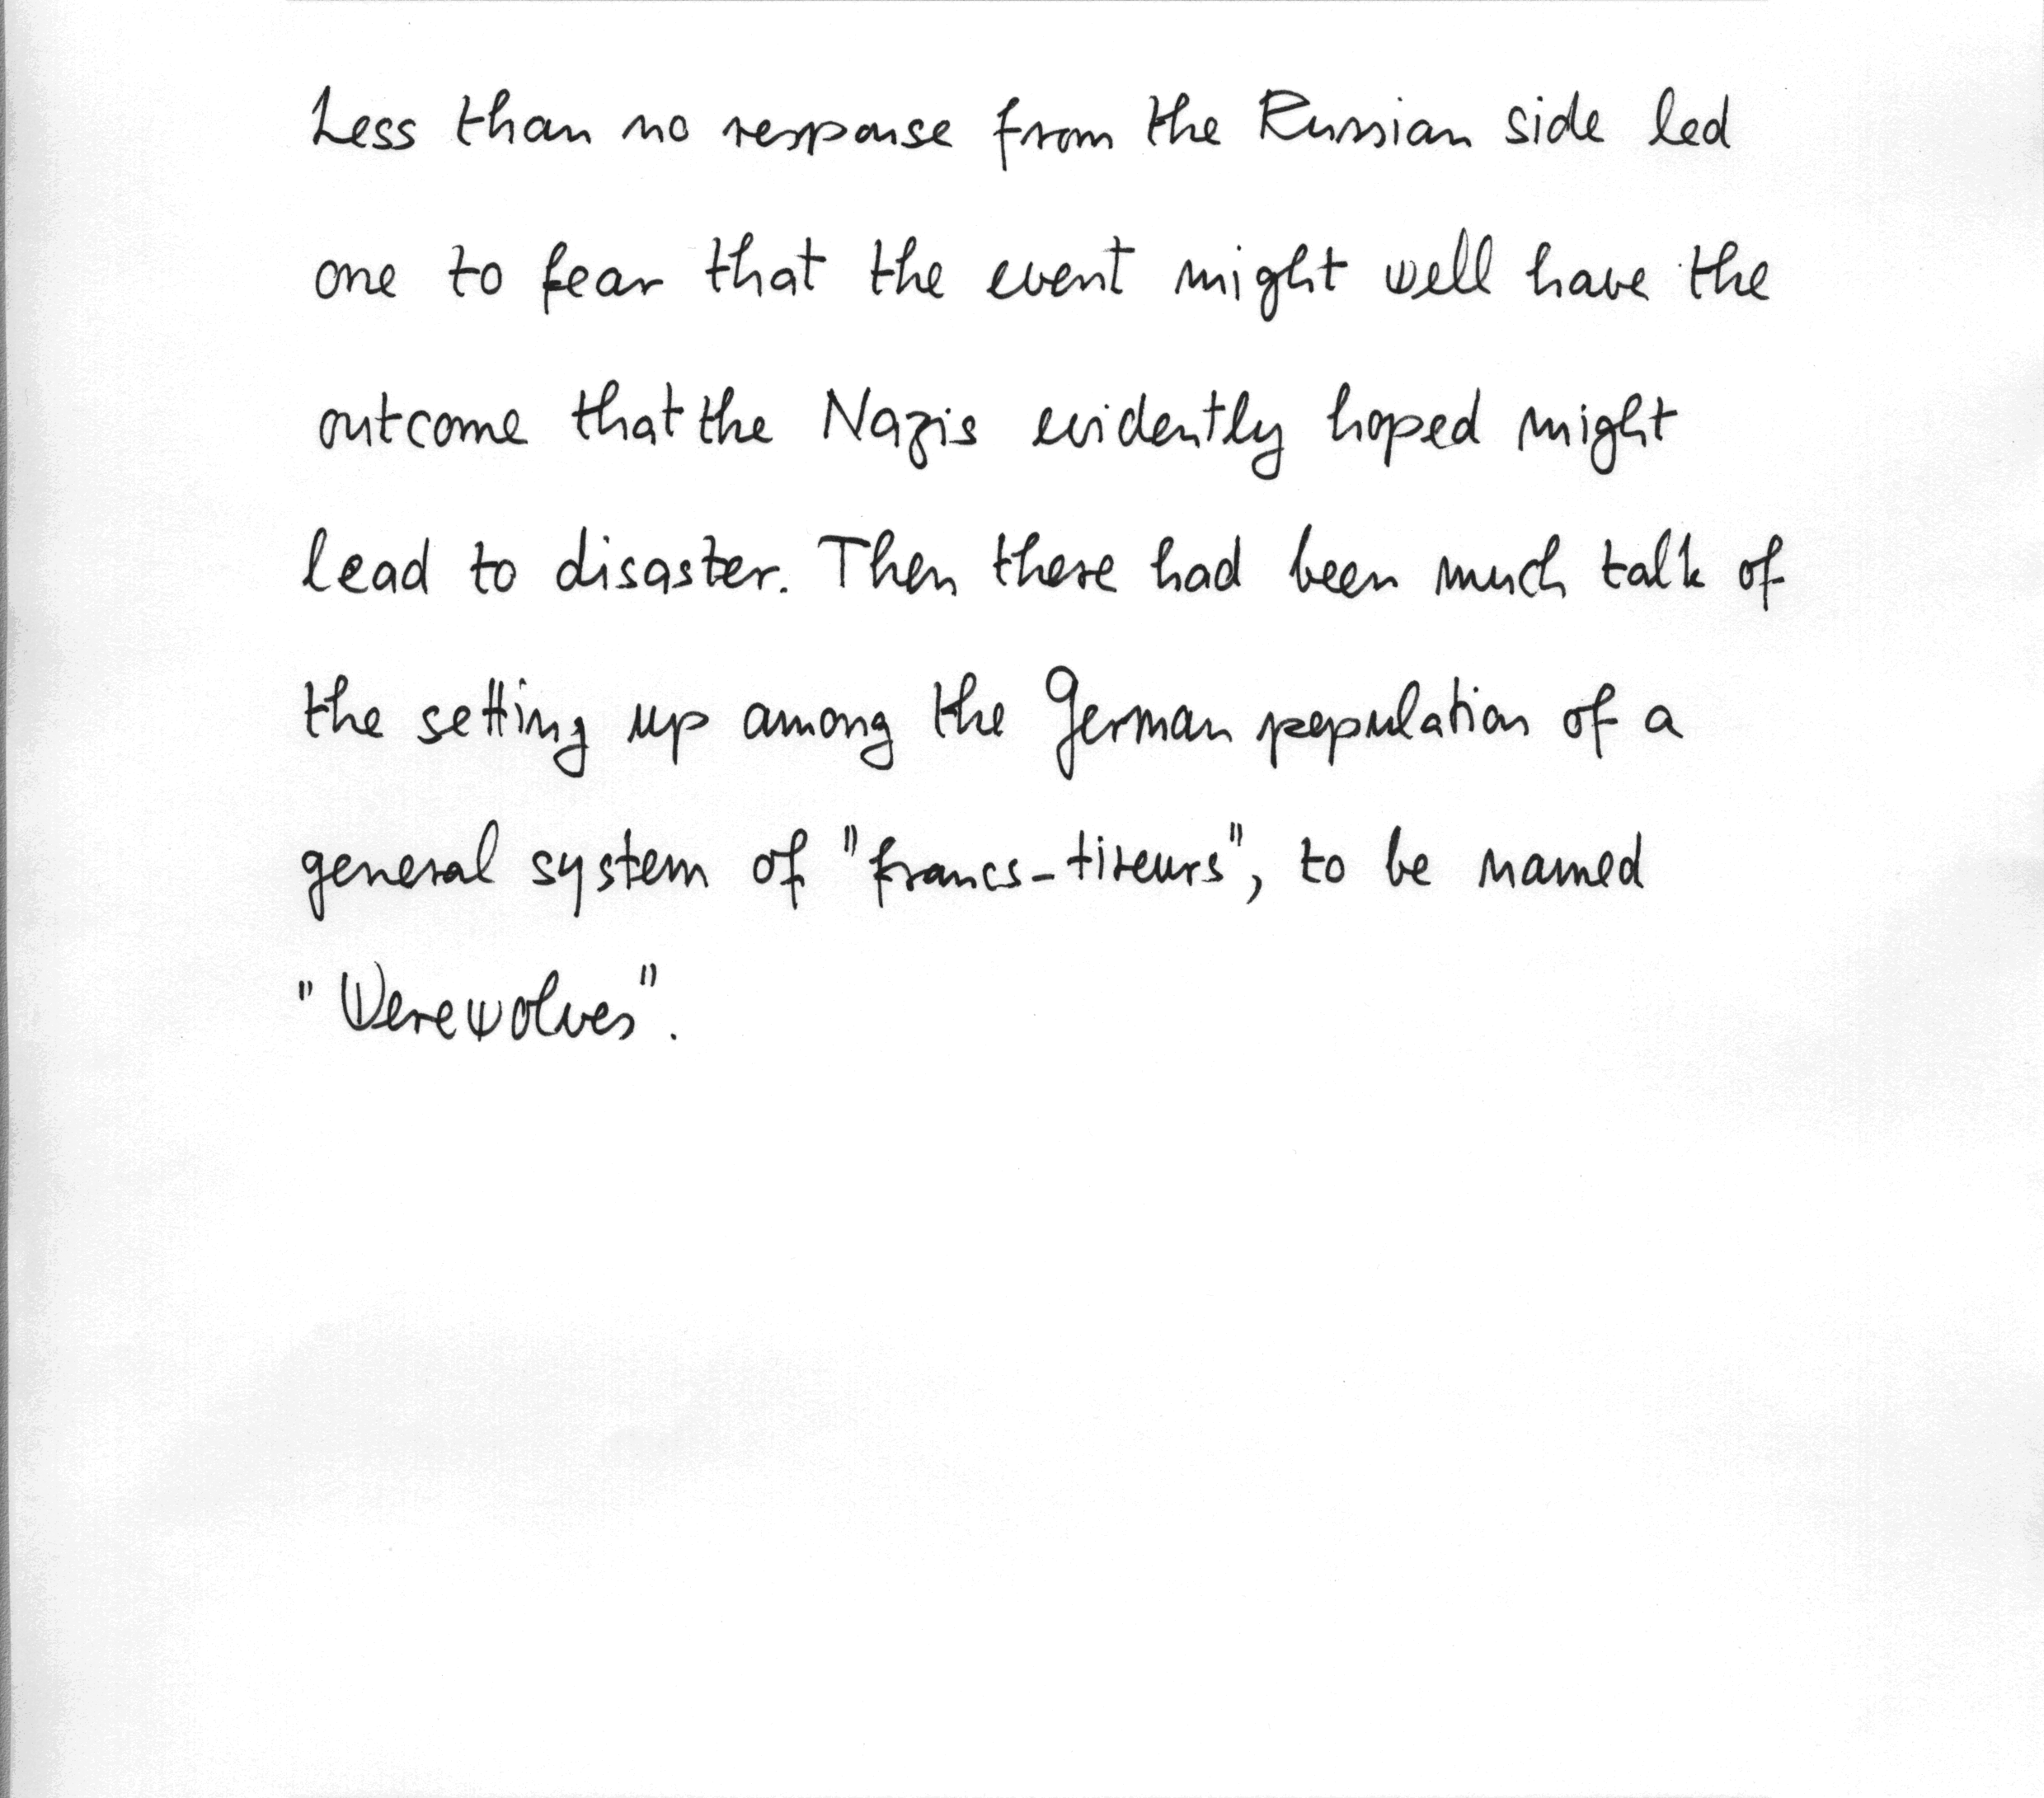 Less than no response from the Russian side led
one to fear that the event might well have the
outcome that the Nazis evidently hoped might
lead to disaster. Then there had been much talk of
the setting up among the German population of a
general system of "francs-tireurs", to be named
"Werewolves".